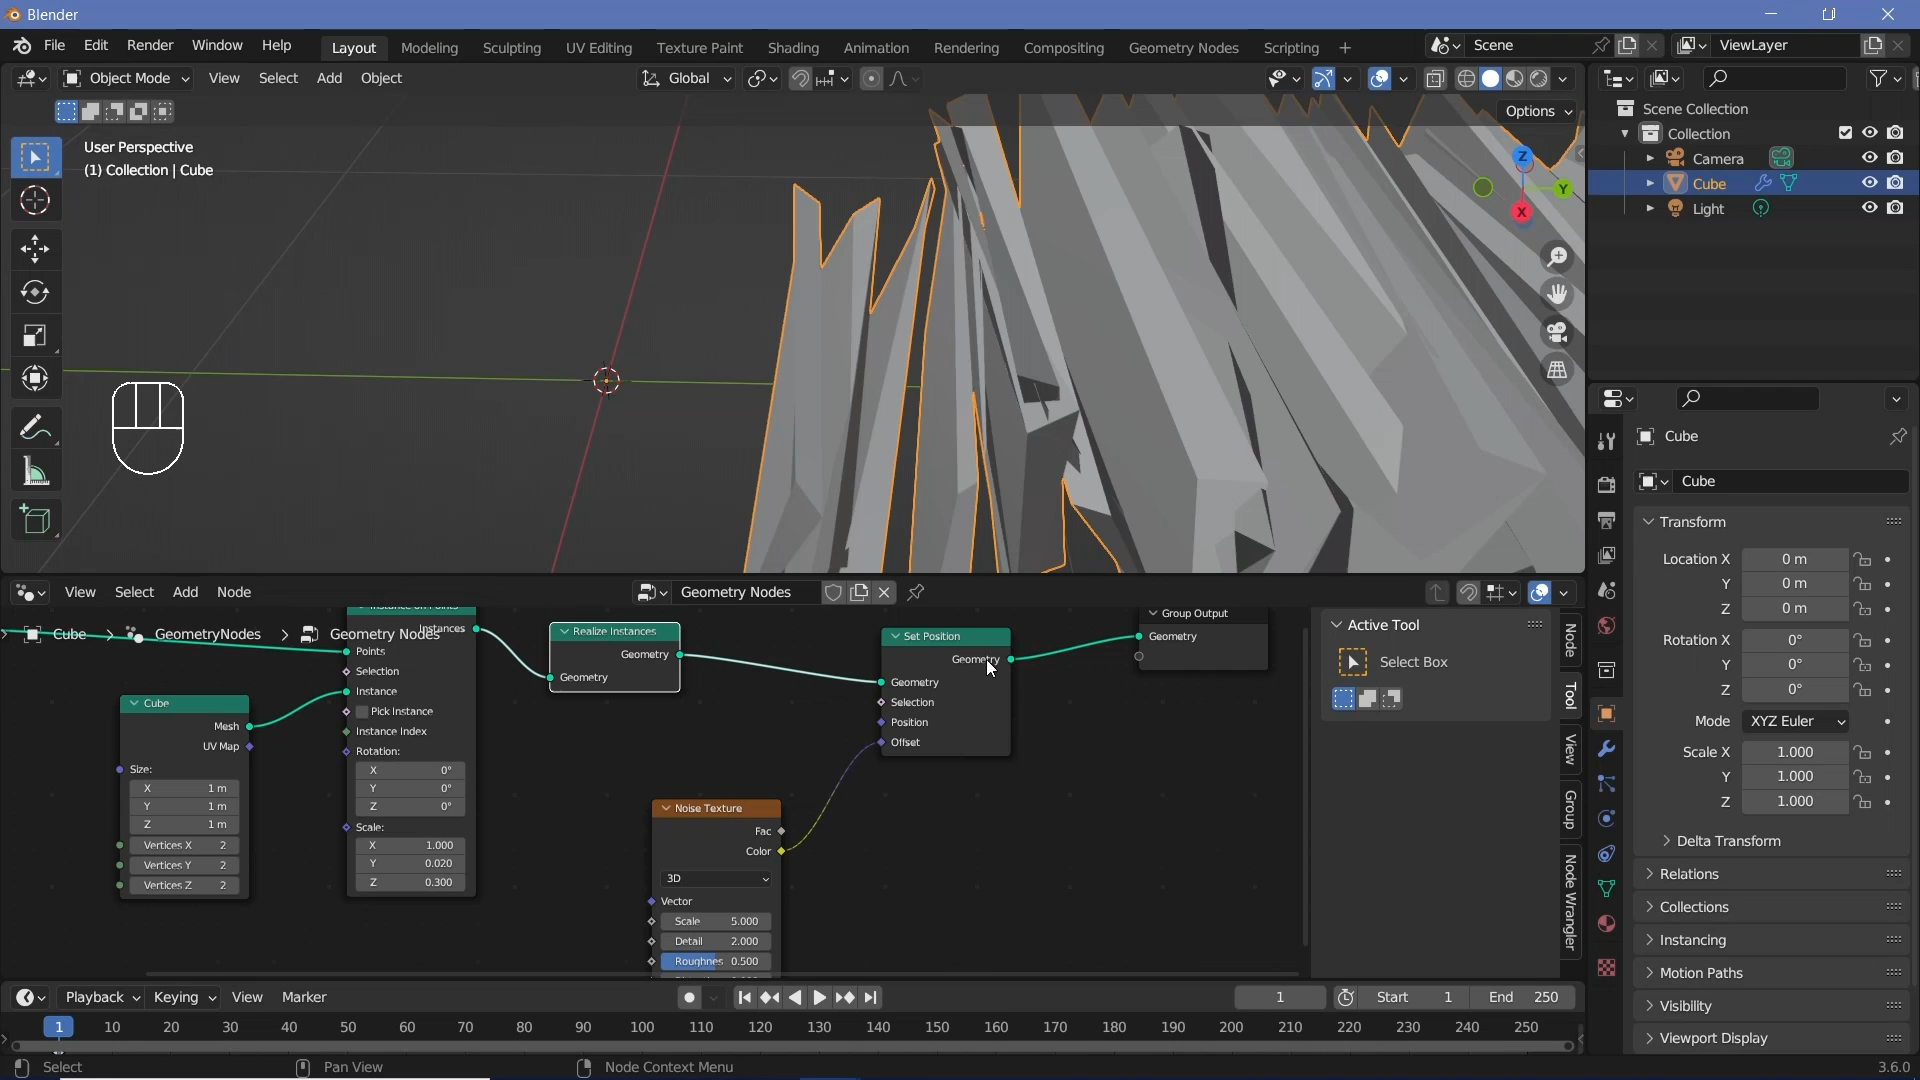 Blender
File Edit Render Window Help
Layout Modeling Sculpting UV Editing Texture Paint Shading Animation Rendering Compositing Geometry Nodes Scripting +
Scene
ViewLayer
Object Mode View Select Add Object
Global
Options
User Perspective
(1) Collection | Cube
Z
Y
X
Scene Collection
Collection
Camera
Cube
Light
Cube
Cube
Transform
Location X 0 m
Y 0 m
Z 0 m
Rotation X 0°
Y 0°
Z 0°
Mode XYZ Euler
Scale X 1.000
Y 1.000
Z 1.000
Delta Transform
Relations
Collections
Instancing
Motion Paths
Visibility
Viewport Display
View Select Add Node
Geometry Nodes
Cube > GeometryNodes > Geometry Nodes
Cube
Mesh
UV Map
Size:
X 1 m
Y 1 m
Z 1 m
Vertices X 2
Vertices Y 2
Vertices Z 2
Instance on Points
Instances
Points
Selection
Instance
Pick Instance
Instance Index
Rotation:
X 0°
Y 0°
Z 0°
Scale:
X 1.000
Y 0.020
Z 0.300
Realize Instances
Geometry
Geometry
Noise Texture
Fac
Color
3D
Vector
Scale 5.000
Detail 2.000
Roughnes 0.500
Set Position
Geometry
Geometry
Selection
Position
Offset
Group Output
Geometry
Active Tool
Select Box
Node
Tool
View
Group
Node Wrangler
Playback Keying View Marker
1
Start 1
End 250
1 10 20 30 40 50 60 70 80 90 100 110 120 130 140 150 160 170 180 190 200 210 220 230 240 250
Select
Pan View
Node Context Menu
3.6.0